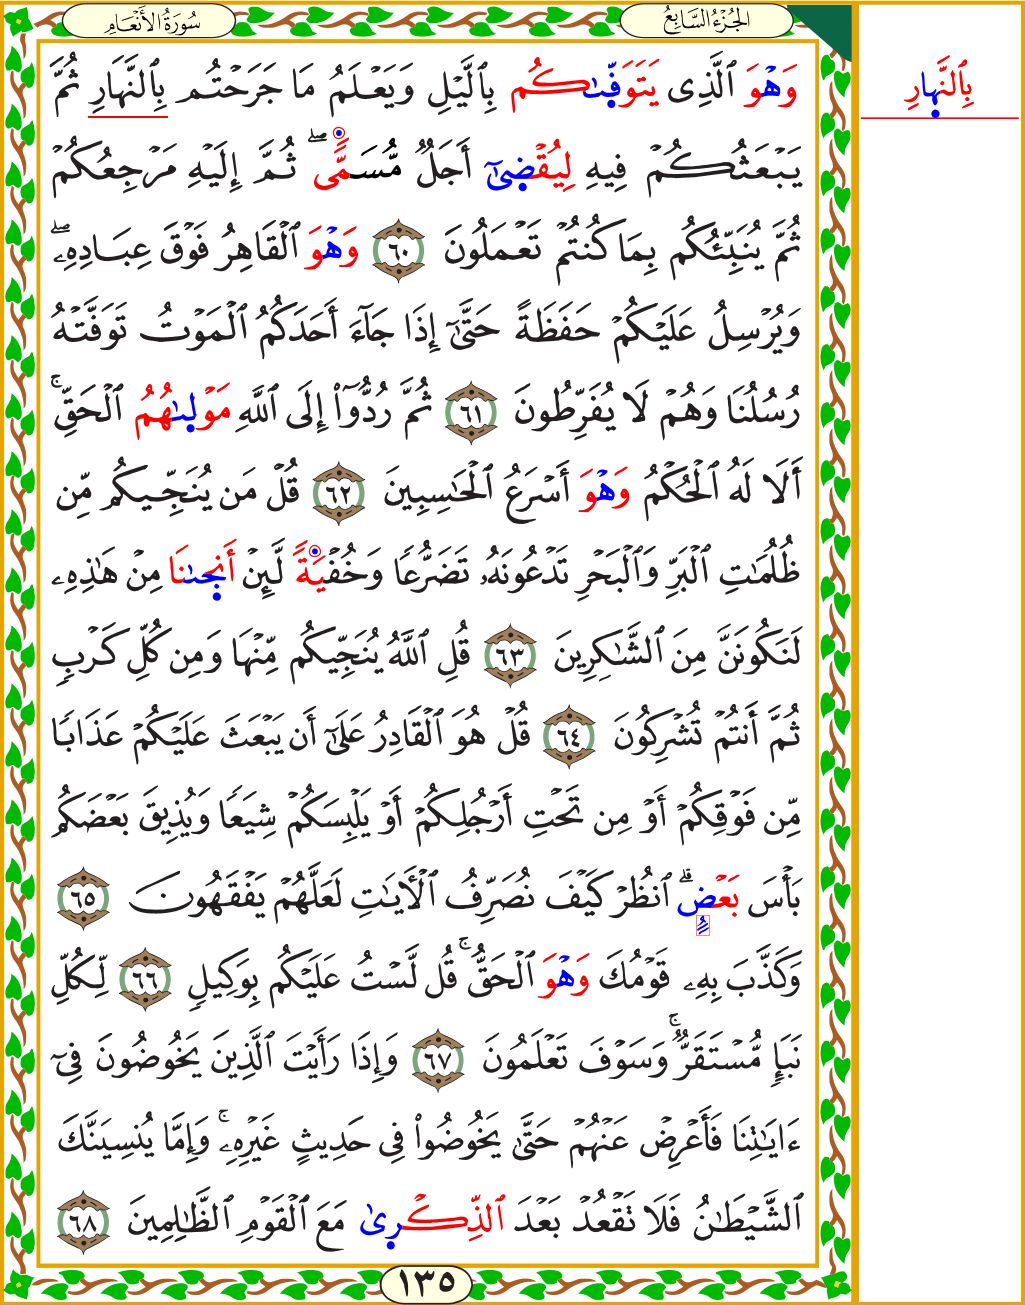 سُورَةُ الأَنْعَامِ
الجُزْءُ السَّابِعُ
بِٱلنَّهٰارِ
وَهْوَ ٱلَّذِى يَتَوَفّٜىٰكُم بِٱلَّيْلِ وَيَعْلَمُ مَا جَرَحْتُم بِٱلنَّهَارِ ثُمَّ
يَبْعَثُكُمْ فِيهِ لِيُقْضٜىٰٓ أَجَلٌ مُّسَمًّى ۖ ثُمَّ إِلَيْهِ مَرْجِعُكُمْ
ثُمَّ يُنَبِّئُكُم بِمَا كُنتُمْ تَعْمَلُونَ ٦٠ وَهْوَ ٱلْقَاهِرُ فَوْقَ عِبَادِهِۦ ۖ
وَيُرْسِلُ عَلَيْكُمْ حَفَظَةً حَتَّىٰٓ إِذَا جَآءَ أَحَدَكُمُ ٱلْمَوْتُ تَوَفَّتْهُ
رُسُلُنَا وَهُمْ لَا يُفَرِّطُونَ ٦١ ثُمَّ رُدُّوٓا۟ إِلَى ٱللَّهِ مَوْلٜىٰهُمُ ٱلْحَقِّ ۚ
أَلَا لَهُ ٱلْحُكْمُ وَهْوَ أَسْرَعُ ٱلْحَـٰسِبِينَ ٦٢ قُلْ مَن يُنَجِّيكُم مِّن
ظُلُمَـٰتِ ٱلْبَرِّ وَٱلْبَحْرِ تَدْعُونَهُۥ تَضَرُّعًا وَخُفْيَةً لَّئِنْ أَنجٜىٰنَا مِنْ هَـٰذِهِۦ
لَنَكُونَنَّ مِنَ ٱلشَّـٰكِرِينَ ٦٣ قُلِ ٱللَّهُ يُنَجِّيكُم مِّنْهَا وَمِن كُلِّ كَرْبٍ
ثُمَّ أَنتُمْ تُشْرِكُونَ ٦٤ قُلْ هُوَ ٱلْقَادِرُ عَلَىٰٓ أَن يَبْعَثَ عَلَيْكُمْ عَذَابًا
مِّن فَوْقِكُمْ أَوْ مِن تَحْتِ أَرْجُلِكُمْ أَوْ يَلْبِسَكُمْ شِيَعًا وَيُذِيقَ بَعْضَكُم
بَأْسَ بَعْضٍ ۗ ٱنظُرْ كَيْفَ نُصَرِّفُ ٱلْـَٔايَـٰتِ لَعَلَّهُمْ يَفْقَهُونَ ٦٥
وَكَذَّبَ بِهِۦ قَوْمُكَ وَهْوَ ٱلْحَقُّ ۚ قُل لَّسْتُ عَلَيْكُم بِوَكِيلٍ ٦٦ لِّكُلِّ
نَبَإٍ مُّسْتَقَرٌّ ۚ وَسَوْفَ تَعْلَمُونَ ٦٧ وَإِذَا رَأَيْتَ ٱلَّذِينَ يَخُوضُونَ فِىٓ
ءَايَـٰتِنَا فَأَعْرِضْ عَنْهُمْ حَتَّىٰ يَخُوضُوا۟ فِى حَدِيثٍ غَيْرِهِۦ ۚ وَإِمَّا يُنسِيَنَّكَ
ٱلشَّيْطَـٰنُ فَلَا تَقْعُدْ بَعْدَ ٱلذِّكْرٜىٰ مَعَ ٱلْقَوْمِ ٱلظَّـٰلِمِينَ ٦٨
١٣٥